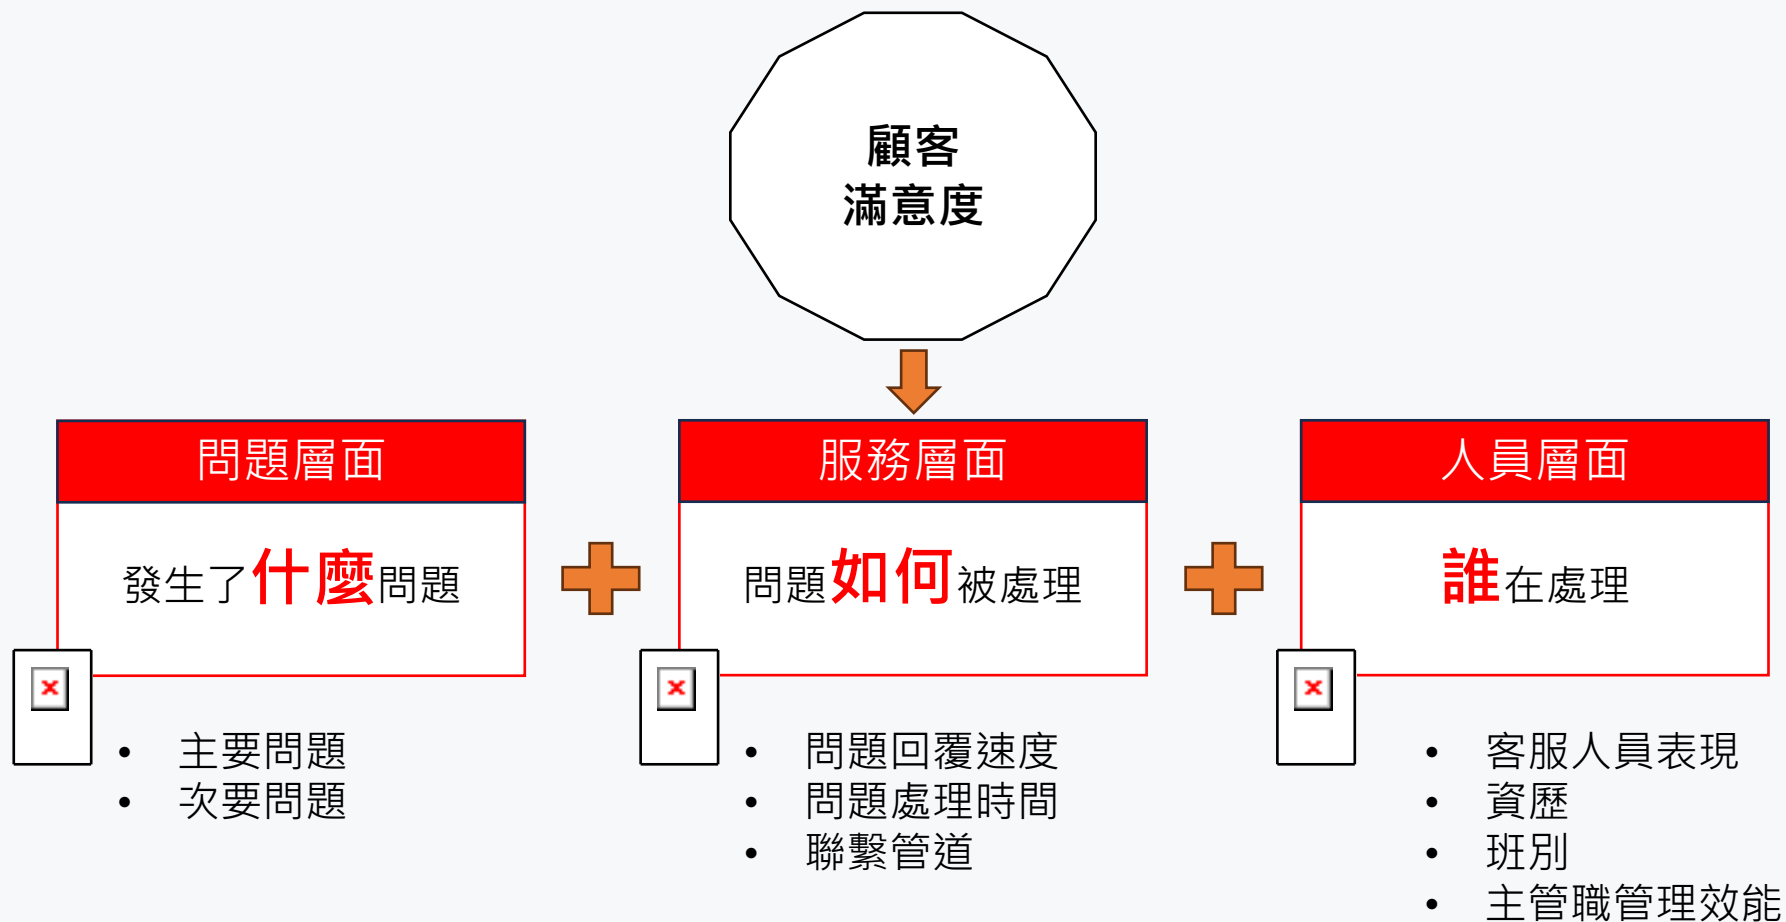 顧客
滿意度
問題層面
發生了什麼問題
主要問題
次要問題
服務層面
問題如何被處理
問題回覆速度
問題處理時間
聯繫管道
人員層面
誰在處理
客服人員表現
資歷
班別
主管職管理效能